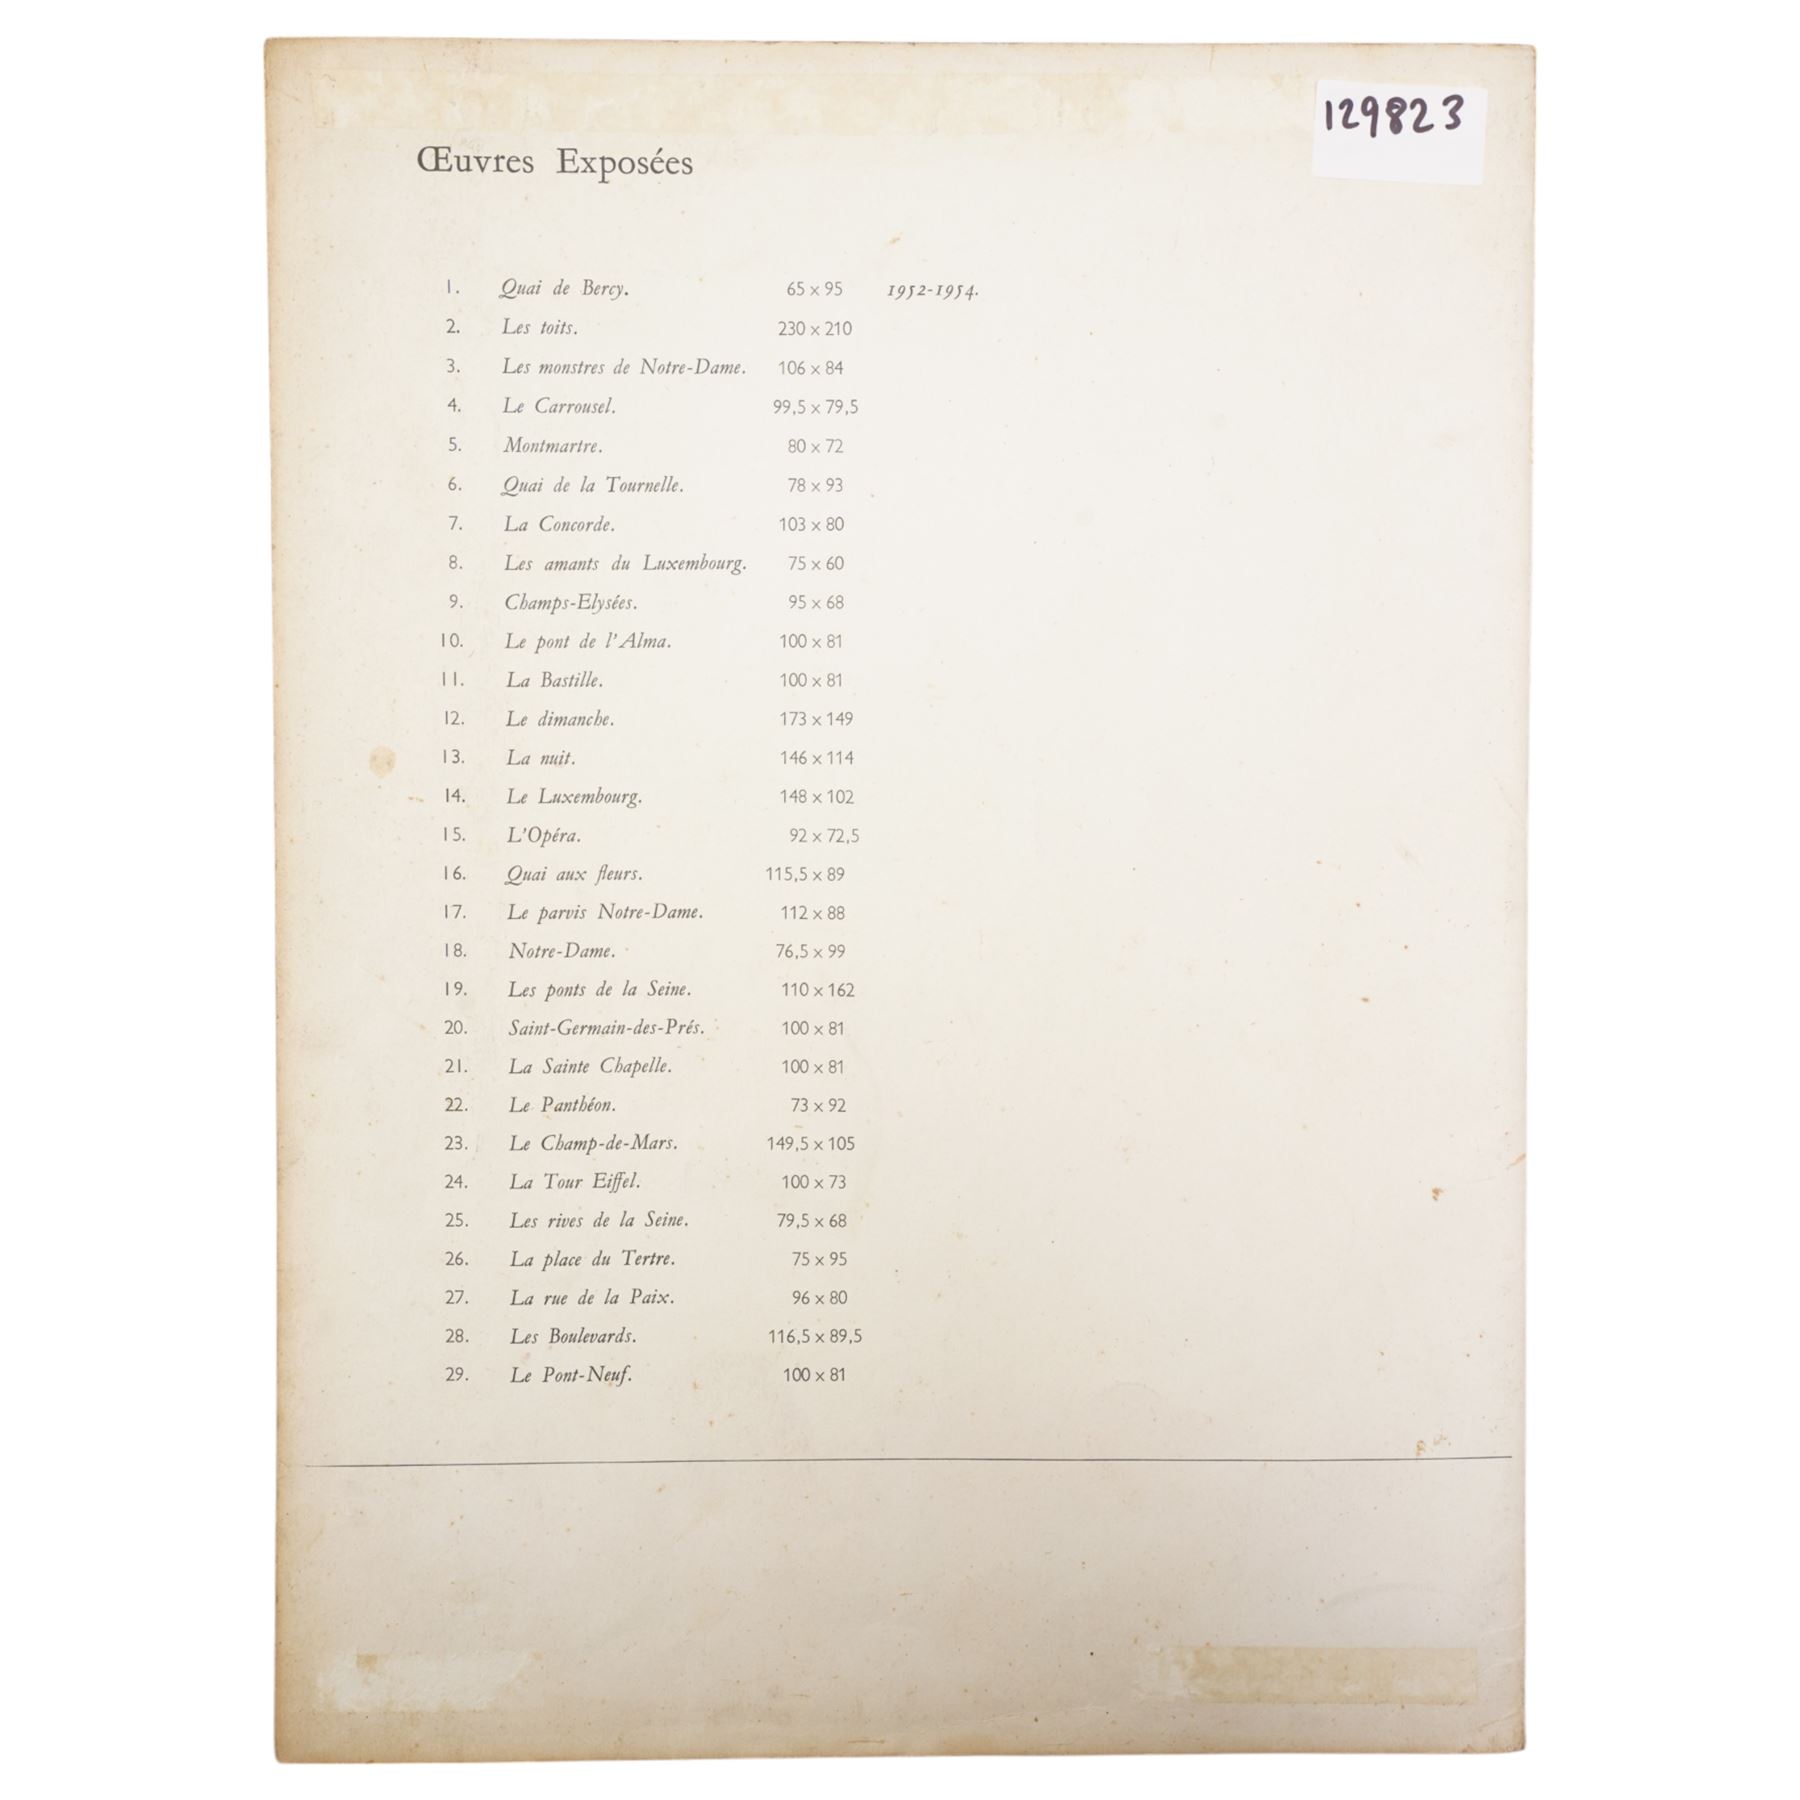 129823
Œuvres Exposées
1. Quai de Bercy. 65 × 95 1952-1954.
2. Les toits. 230 × 210
3. Les monstres de Notre-Dame. 106 × 84
4. Le Carrousel. 99,5 × 79,5
5. Montmartre. 80 × 72
6. Quai de la Tournelle. 78 × 93
7. La Concorde. 103 × 80
8. Les amants du Luxembourg. 75 × 60
9. Champs-Elysées. 95 × 68
10. Le pont de l'Alma. 100 × 81
11. La Bastille. 100 × 81
12. Le dimanche. 173 × 149
13. La nuit. 146 × 114
14. Le Luxembourg. 148 × 102
15. L'Opéra. 92 × 72,5
16. Quai aux fleurs. 115,5 × 89
17. Le parvis Notre-Dame. 112 × 88
18. Notre-Dame. 76,5 × 99
19. Les ponts de la Seine. 110 × 162
20. Saint-Germain-des-Prés. 100 × 81
21. La Sainte Chapelle. 100 × 81
22. Le Panthéon. 73 × 92
23. Le Champ-de-Mars. 149,5 × 105
24. La Tour Eiffel. 100 × 73
25. Les rives de la Seine. 79,5 × 68
26. La place du Tertre. 75 × 95
27. La rue de la Paix. 96 × 80
28. Les Boulevards. 116,5 × 89,5
29. Le Pont-Neuf. 100 × 81